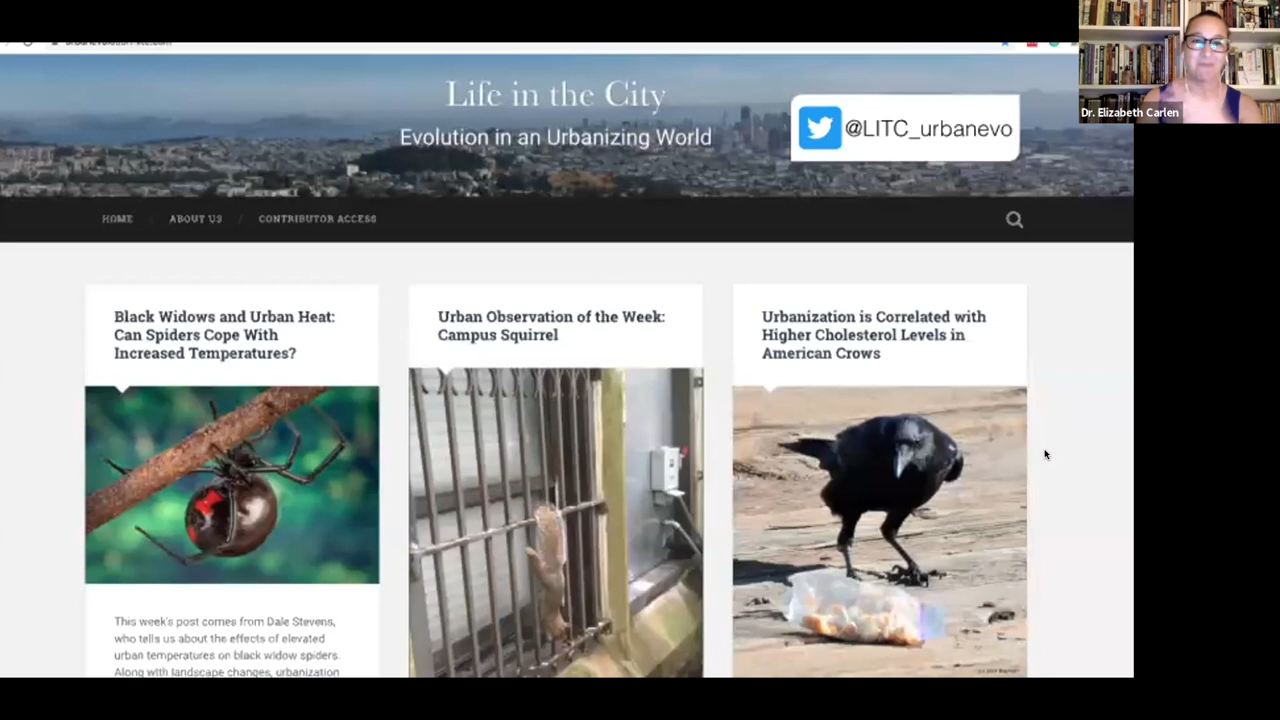 Life in the City
Evolution in an Urbanizing World
@LITC_urbanevo
Dr. Elizabeth Carlen
HOME / ABOUT US / CONTRIBUTOR ACCESS
Black Widows and Urban Heat:
Can Spiders Cope With
Increased Temperatures?
This week's post comes from Dale Stevens,
who tells us about the effects of elevated
urban temperatures on black widow spiders.
Along with landscape changes, urbanization
Urban Observation of the Week:
Campus Squirrel
Urbanization is Correlated with
Higher Cholesterol Levels in
American Crows